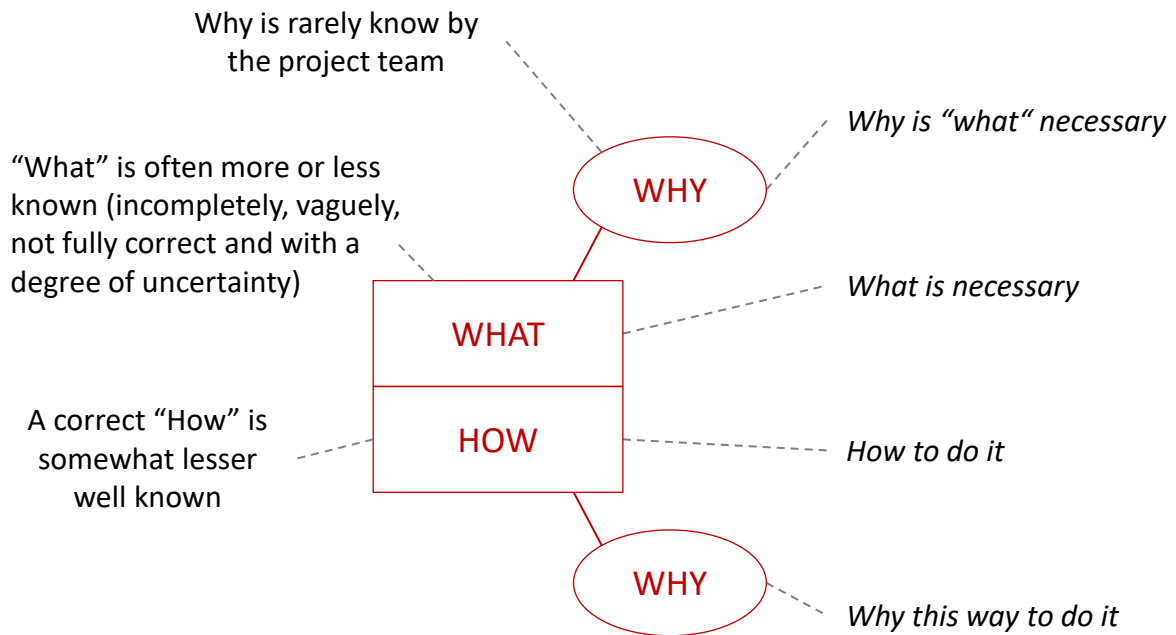 Why is rarely know by
the project team
Why is “what“ necessary
“What” is often more or less
known (incompletely, vaguely,
not fully correct and with a
degree of uncertainty)
WHY
What is necessary
WHAT
A correct “How” is
somewhat lesser
well known
HOW
How to do it
WHY
Why this way to do it